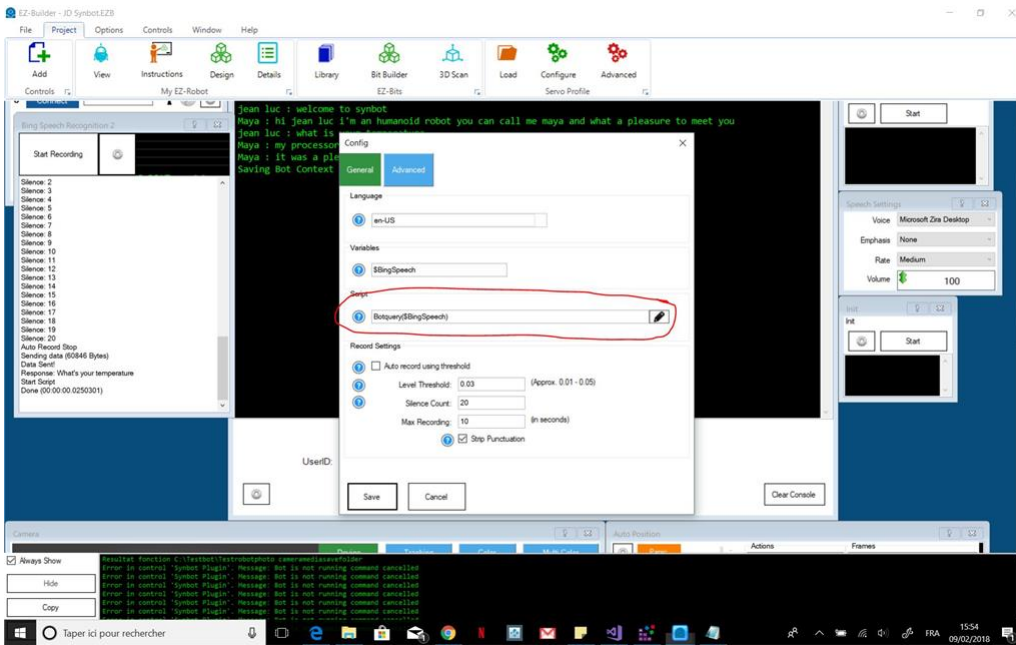 EZ-Builder - JD Synbot.EZB
File Project Options Controls Window Help
Add View Instructions Design Details Library Bit Builder 3D Scan Load Configure Advanced
Controls My EZ-Robot EZ-Bits Servo Profile
Connect
jean luc : welcome to synbot
Maya : hi jean luc i'm an humanoid robot you can call me maya and what a pleasure to meet you
jean luc : what is your temperature
Maya : my processor
Maya : it was a ple
Saving Bot Context
Bing Speech Recognition 2
Start Recording
Silence: 2
Silence: 3
Silence: 4
Silence: 5
Silence: 6
Silence: 7
Silence: 8
Silence: 9
Silence: 10
Silence: 11
Silence: 12
Silence: 13
Silence: 14
Silence: 15
Silence: 16
Silence: 17
Silence: 18
Silence: 19
Silence: 20
Auto Record Stop
Sending data (60846 Bytes)
Data Sent!
Response: What's your temperature
Start Script
Done (00:00:00.0250301)
Config
General Advanced
Language
en-US
Variables
$BingSpeech
Script
Botquery($BingSpeech)
Record Settings
Auto record using threshold
Level Threshold: 0.03 (Approx. 0.01 - 0.05)
Silence Count: 20
Max Recording: 10 (in seconds)
Strip Punctuation
Save Cancel
UserID:
Clear Console
Start
Speech Settings
Voice Microsoft Zira Desktop
Emphasis None
Rate Medium
Volume 100
Init
Init
Start
Camera
Device Tracking Color Multi Color
Auto Position
Actions Frames
Always Show
Hide
Copy
Resultat fonction C:\Testbot\Testrobotphoto cameramediasavefolder
Error in control 'Synbot Plugin'. Message: Bot is not running command cancelled
Error in control 'Synbot Plugin'. Message: Bot is not running command cancelled
Error in control 'Synbot Plugin'. Message: Bot is not running command cancelled
Error in control 'Synbot Plugin'. Message: Bot is not running command cancelled
Error in control 'Synbot Plugin'. Message: Bot is not running command cancelled
Taper ici pour rechercher
FRA
15:54
09/02/2018